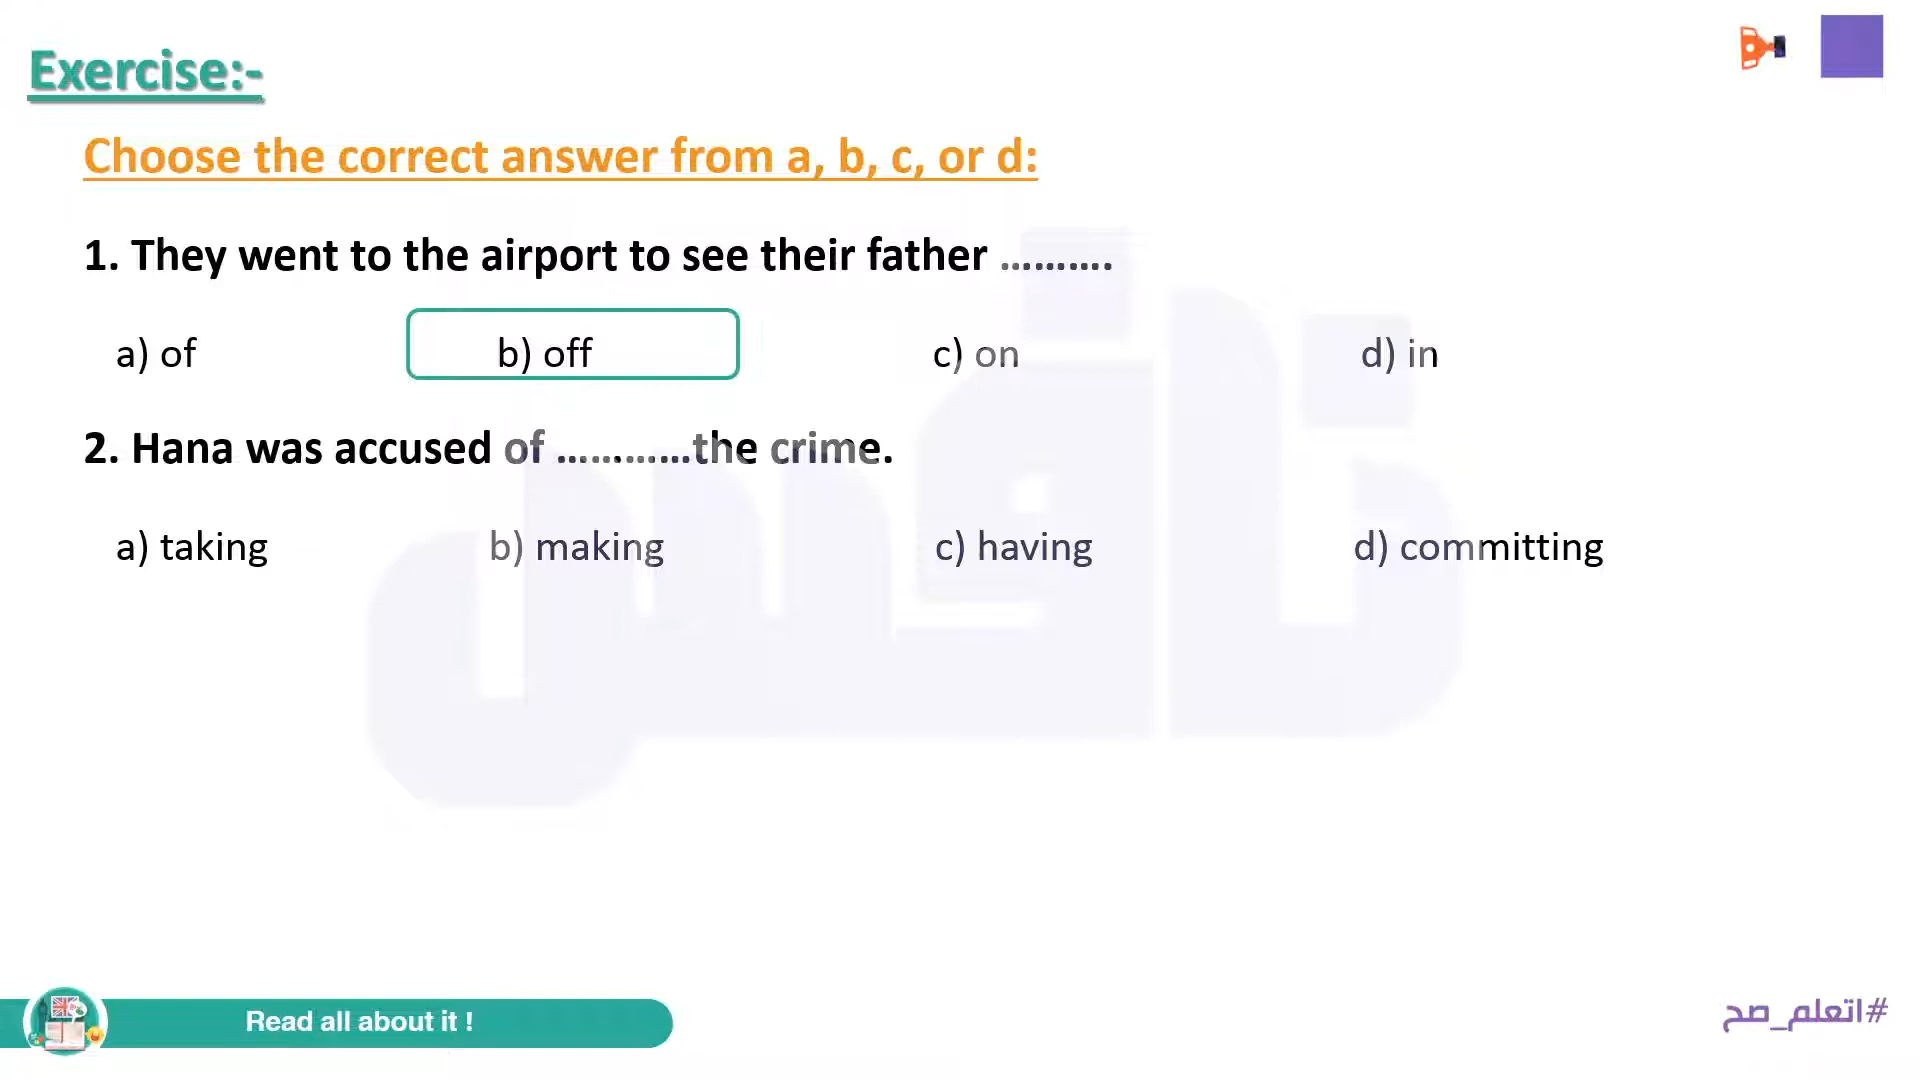 Exercise:-
Choose the correct answer from a, b, c, or d:
1. They went to the airport to see their father ..........
a) of b) off c) on d) in
2. Hana was accused of ............the crime.
a) taking b) making c) having d) committing
نافس
Read all about it !
#اتعلم_صح